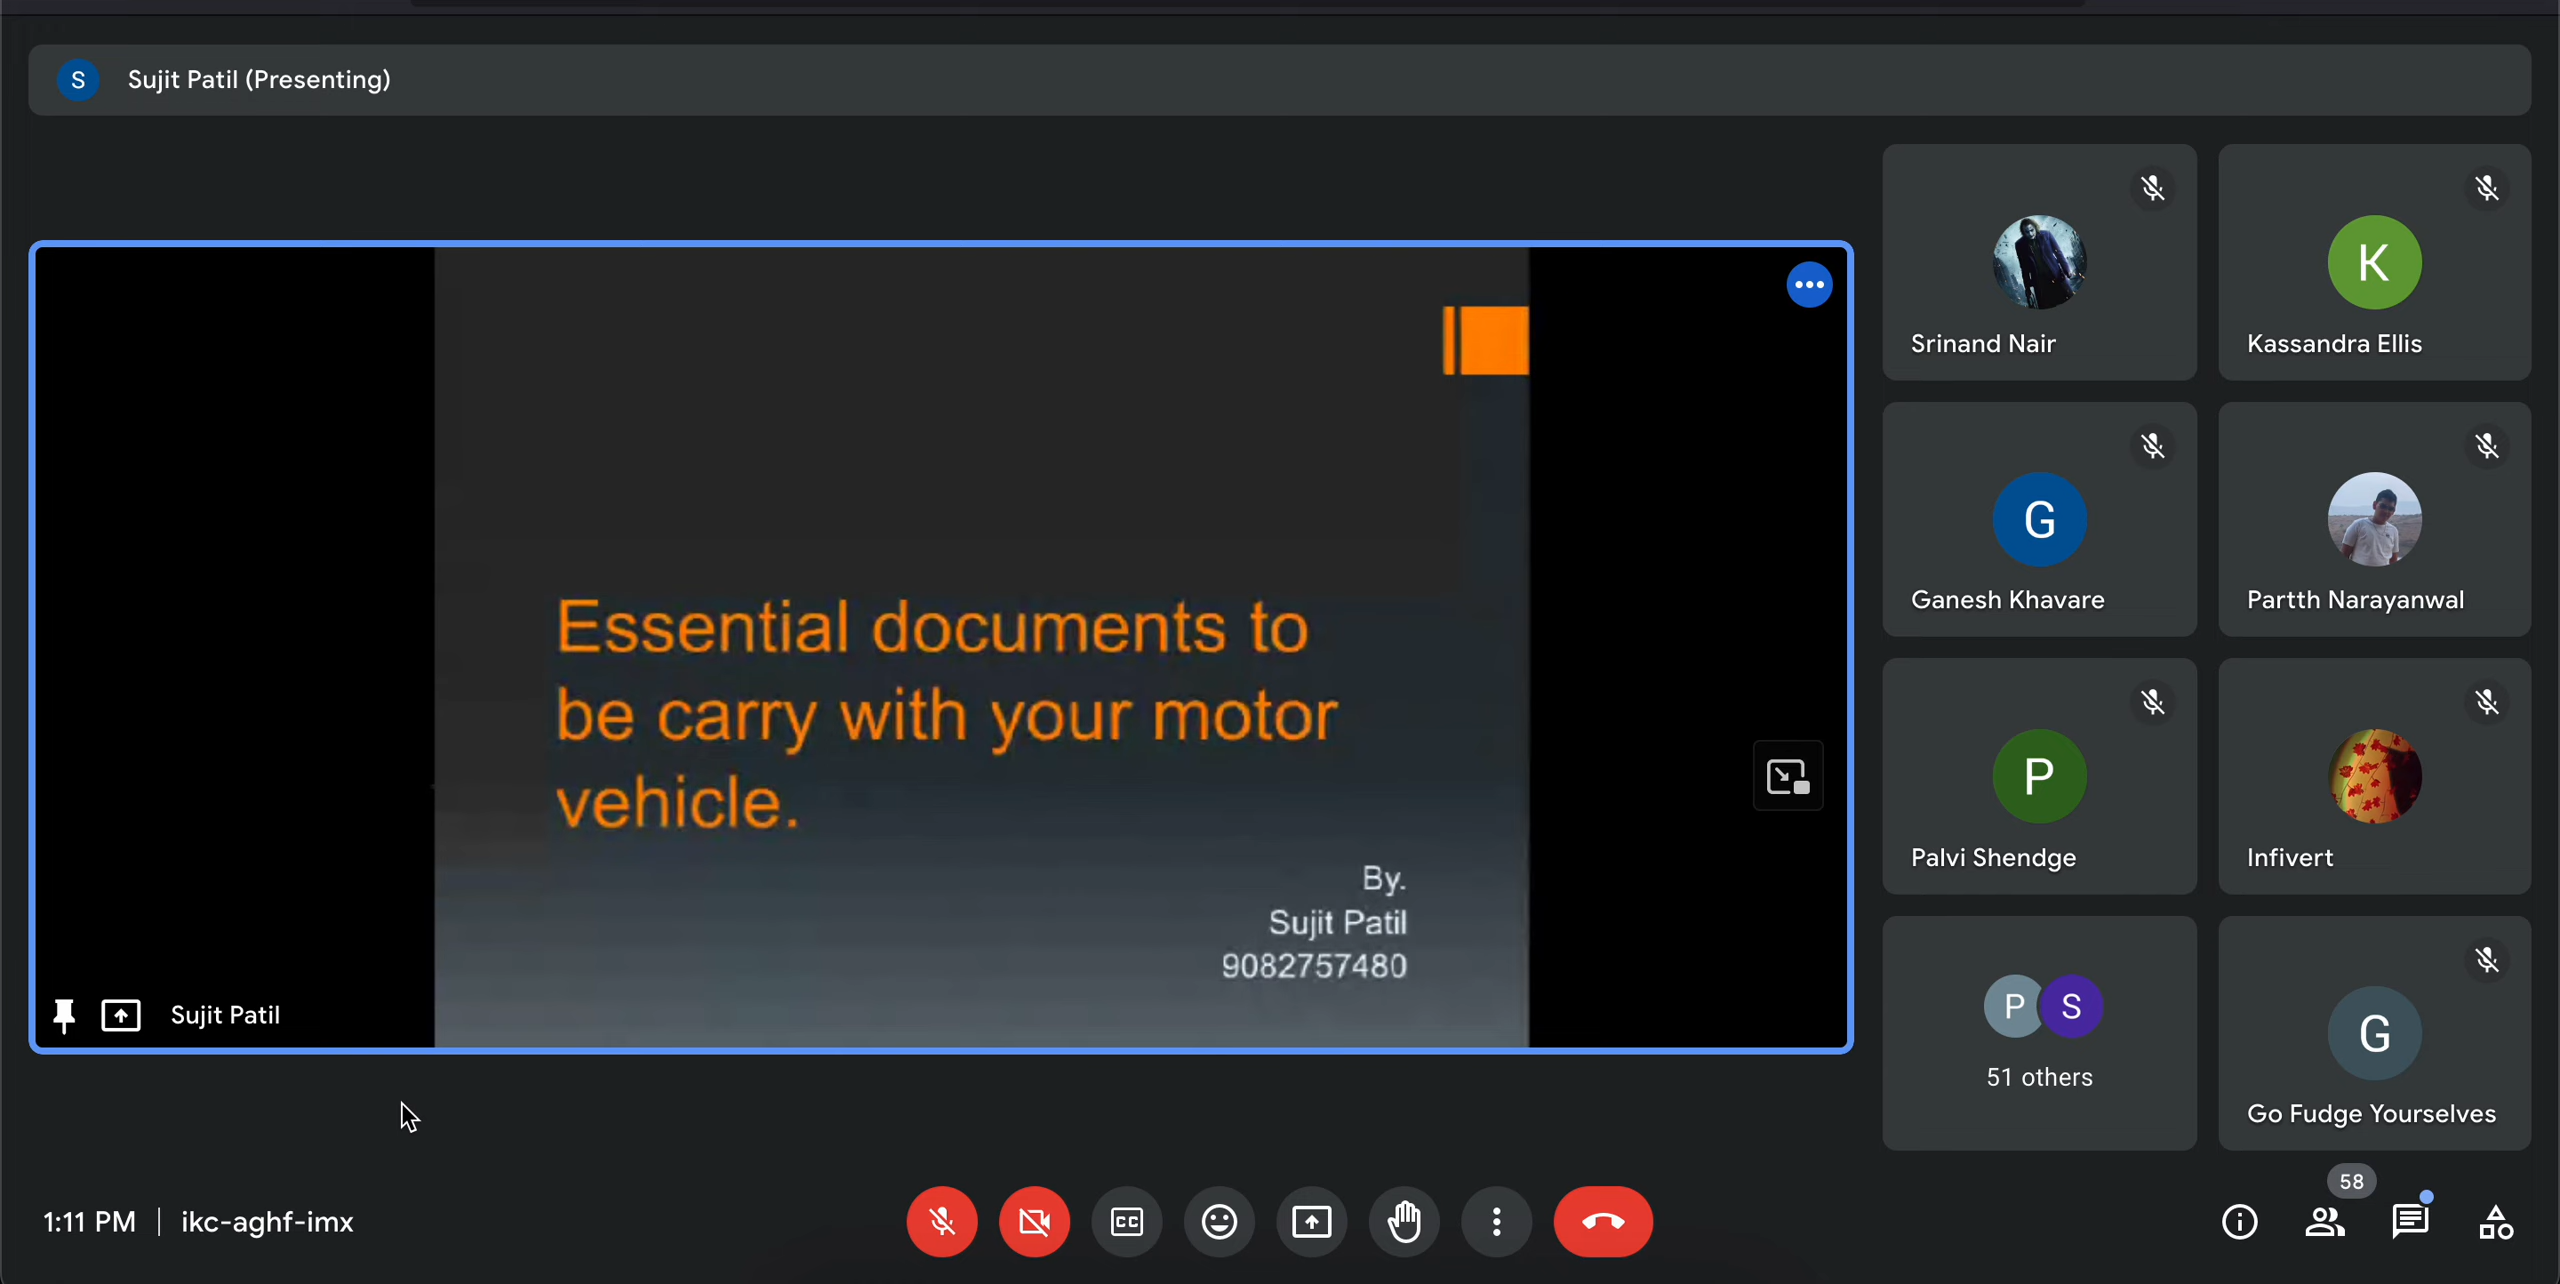 S Sujit Patil (Presenting)
Essential documents to
be carry with your motor
vehicle.
By.
Sujit Patil
9082757480
Sujit Patil
Srinand Nair
K
Kassandra Ellis
G
Ganesh Khavare
Partth Narayanwal
P
Palvi Shendge
Infivert
P S
51 others
G
Go Fudge Yourselves
1:11 PM | ikc-aghf-imx
CC
58